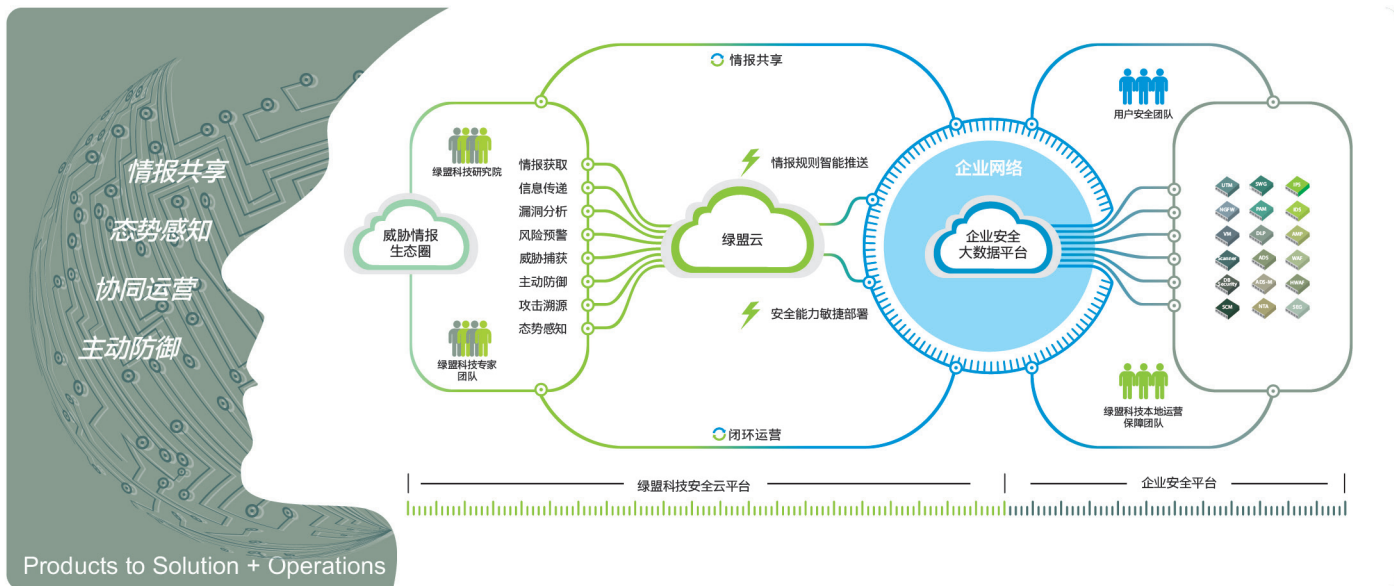 情报共享
态势感知
协同运营
主动防御
Products to Solution + Operations
情报共享
绿盟科技研究院
威胁情报
生态圈
绿盟科技专家
团队
情报获取
信息传递
漏洞分析
风险预警
威胁捕获
主动防御
攻击溯源
态势感知
绿盟云
情报规则智能推送
安全能力敏捷部署
闭环运营
企业网络
企业安全
大数据平台
用户安全团队
绿盟科技本地运营
保障团队
UTM
SWG
IPS
NGFW
PAM
IDS
VM
DLP
AMP
Scanner
ADS
WAF
DB
Security
ADS-M
HWAF
SCM
NTA
绿盟科技安全云平台
企业安全平台